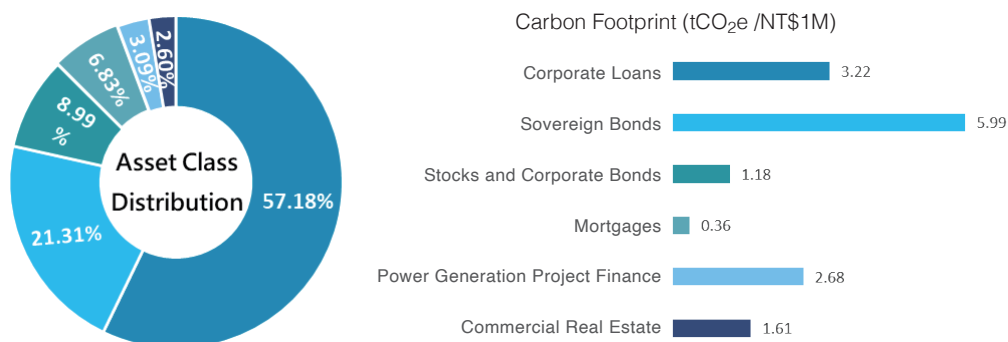 2.60%
3.09%
6.83%
8.99
%
21.31%
57.18%
Asset Class
Distribution
Carbon Footprint (tCO₂e /NT$1M)
Corporate Loans 3.22
Sovereign Bonds 5.99
Stocks and Corporate Bonds 1.18
Mortgages 0.36
Power Generation Project Finance 2.68
Commercial Real Estate 1.61